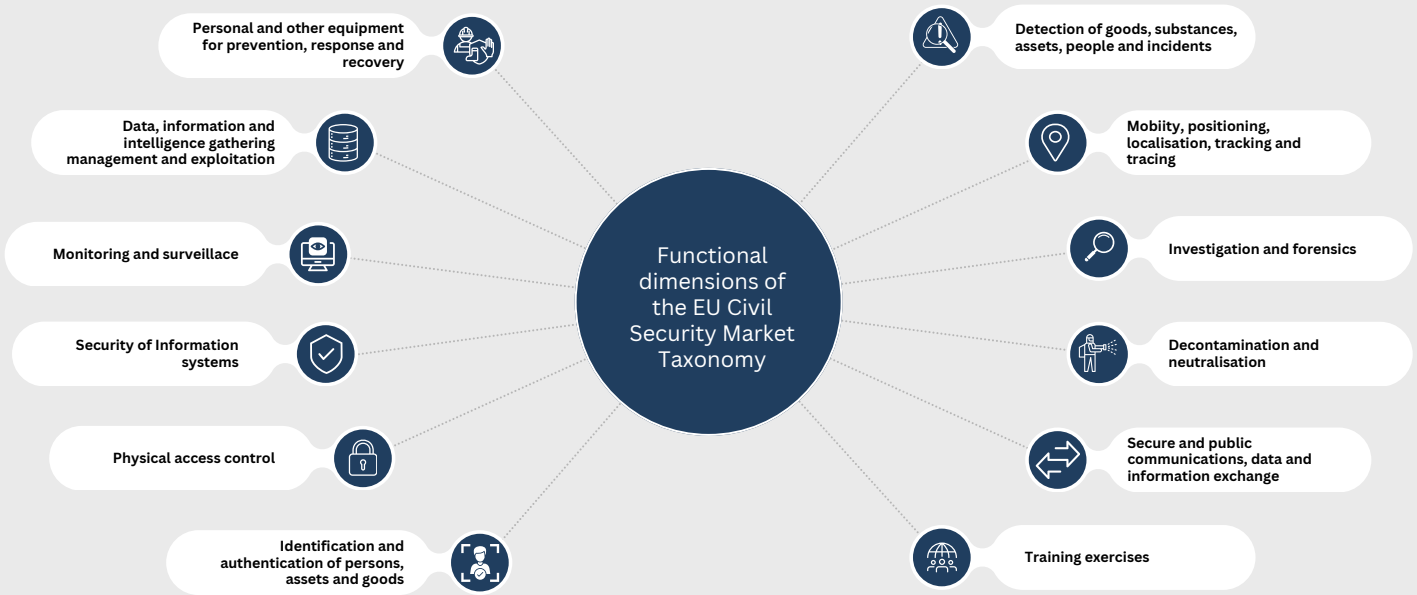 Personal and other equipment
for prevention, response and
recovery
Data, information and
intelligence gathering
management and exploitation
Monitoring and surveillace
Security of Information
systems
Physical access control
Identification and
authentication of persons,
assets and goods
Functional
dimensions of
the EU Civil
Security Market
Taxonomy
Detection of goods, substances,
assets, people and incidents
Mobiity, positioning,
localisation, tracking and
tracing
Investigation and forensics
Decontamination and
neutralisation
Secure and public
communications, data and
information exchange
Training exercises